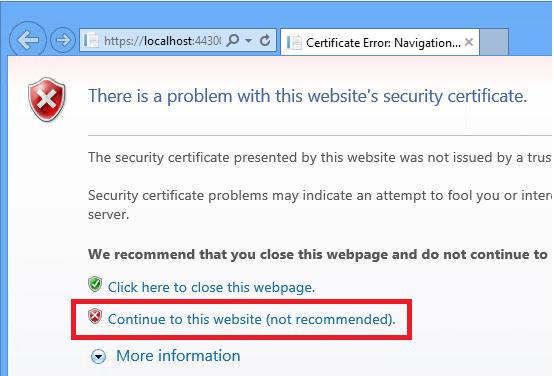 https://localhost:4430
Certificate Error: Navigation...
There is a problem with this website's security certificate.
The security certificate presented by this website was not issued by a
Security certificate problems may indicate an attempt to fool you or
server.
We recommend that you close this webpage and do not continue to
Click here to close this webpage.
Continue to this website (not recommended).
More information